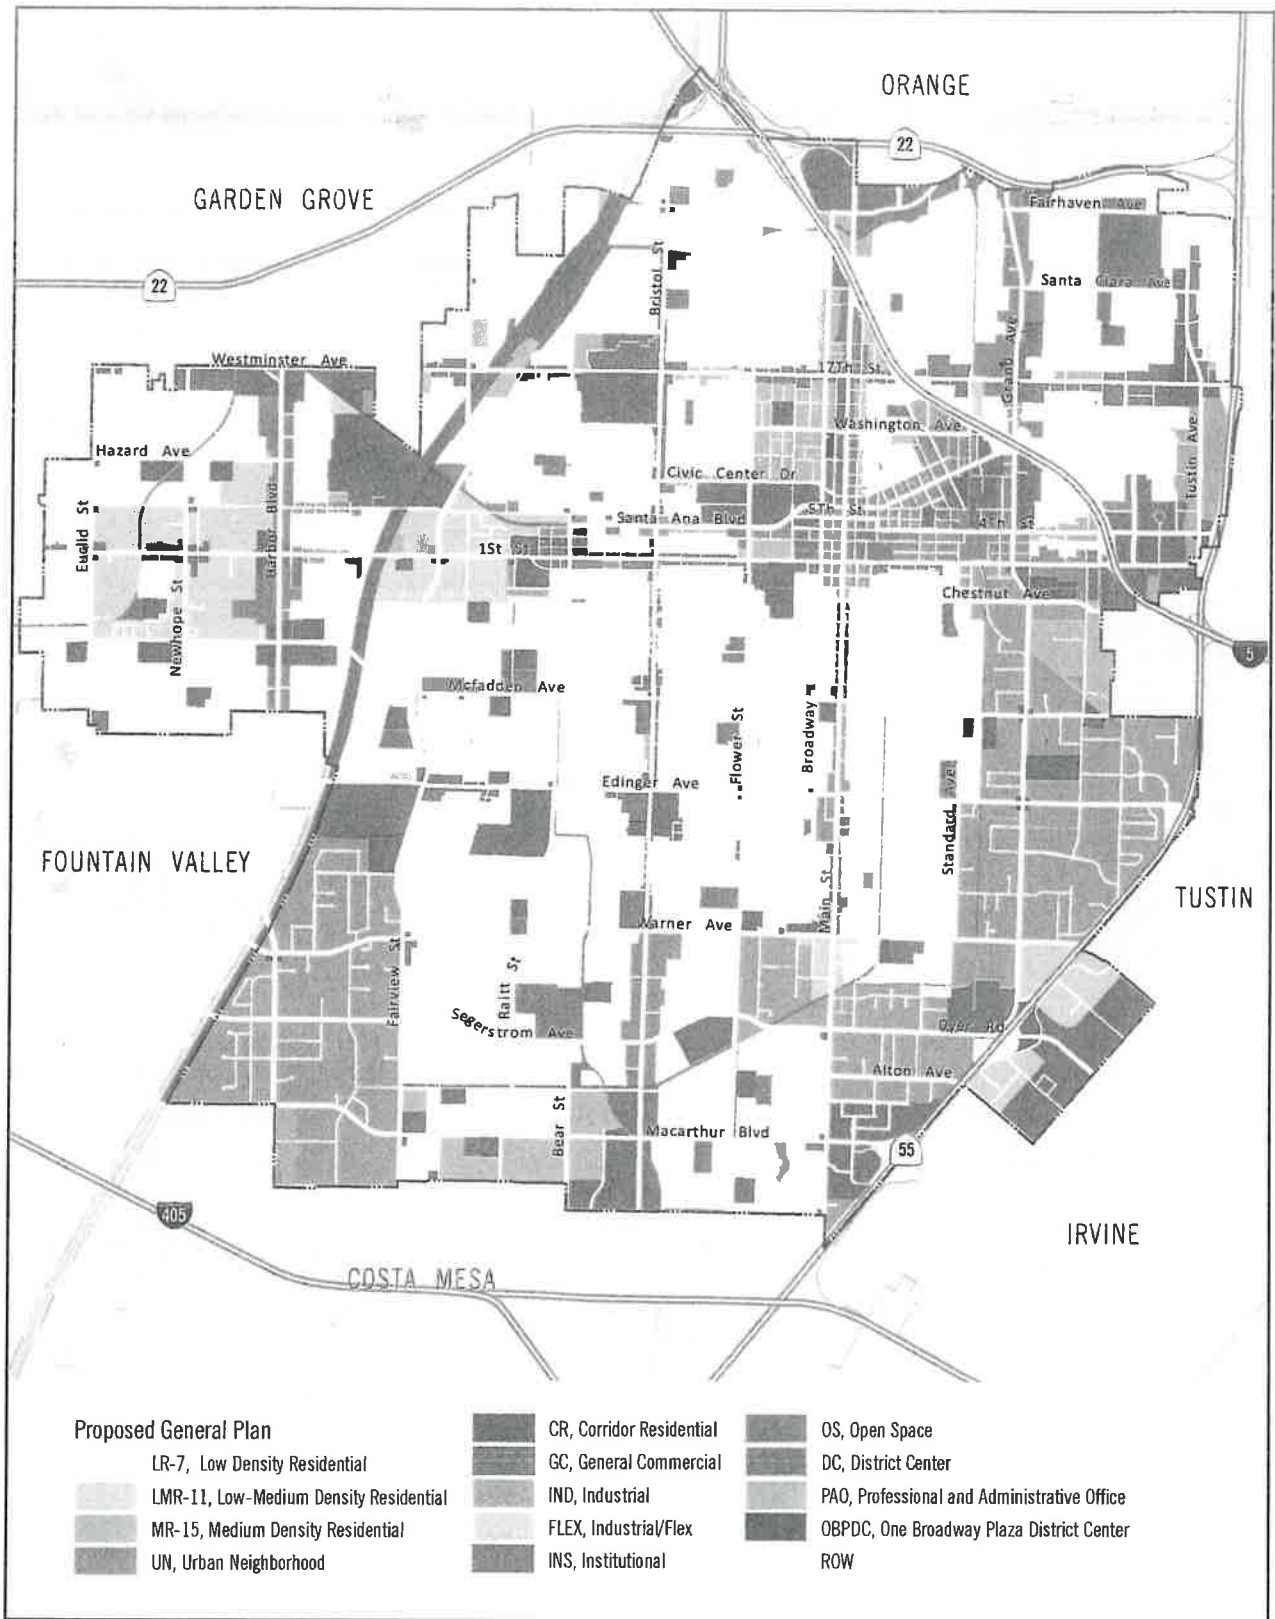 ORANGE
22
GARDEN GROVE
Fairhaven Ave
Bristol St
Santa Clara Ave
22
Grand Ave
Westminster Ave
17Th St
Washington Ave
Tustin Ave
Hazard Ave
Civic Center Dr
Euclid St
Harbor Blvd
Santa Ana Blvd
5Th St
4Th St
1St St
Newhope St
Chestnut Ave
5
Mcfadden Ave
Flower St
Broadway
Edinger Ave
Standard Ave
FOUNTAIN VALLEY
TUSTIN
Main St
Warner Ave
Fairview St
Raitt St
Segerstrom Ave
Dyer Rd
Alton Ave
Bear St
Macarthur Blvd
55
405
IRVINE
COSTA MESA
Proposed General Plan
LR-7, Low Density Residential
LMR-11, Low-Medium Density Residential
MR-15, Medium Density Residential
UN, Urban Neighborhood
CR, Corridor Residential
GC, General Commercial
IND, Industrial
FLEX, Industrial/Flex
INS, Institutional
OS, Open Space
DC, District Center
PAO, Professional and Administrative Office
OBPDC, One Broadway Plaza District Center
ROW